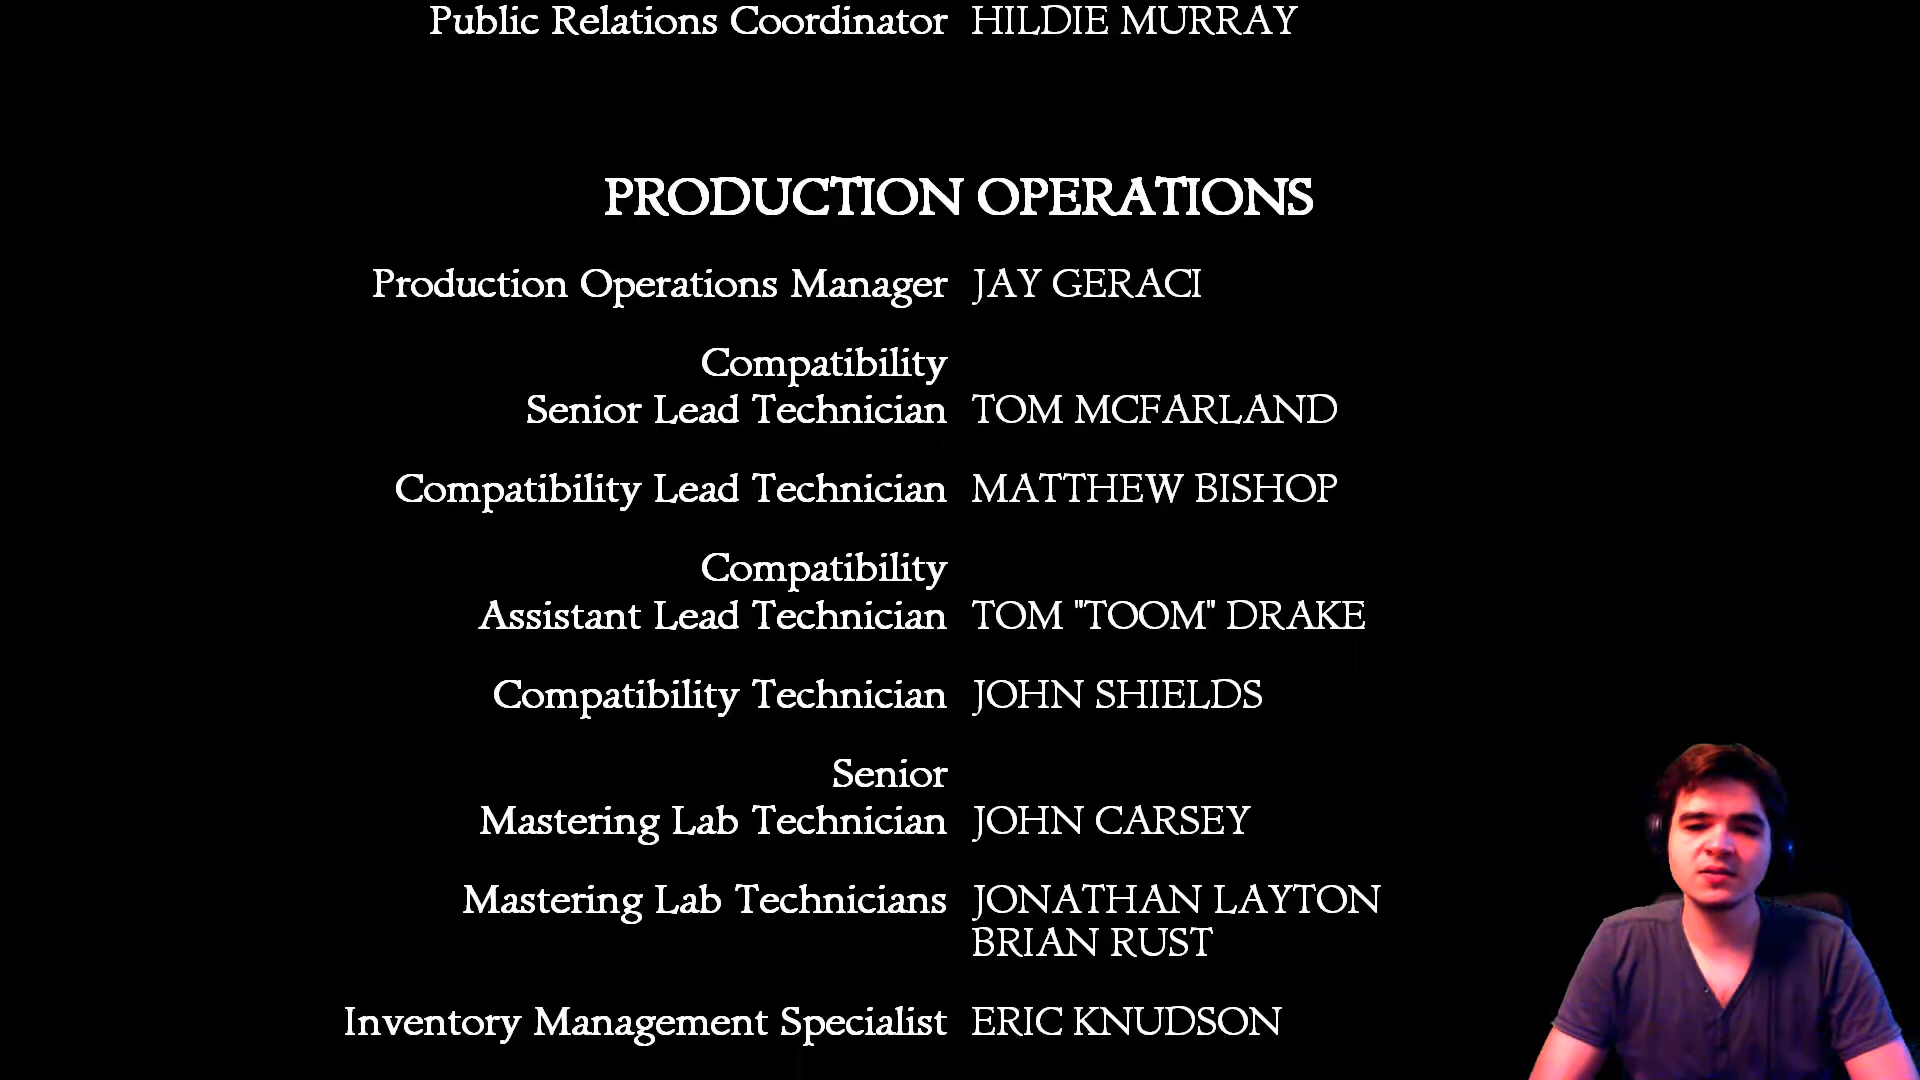 Public Relations Coordinator HILDIE MURRAY
PRODUCTION OPERATIONS
Production Operations Manager JAY GERACI
Compatibility
Senior Lead Technician TOM MCFARLAND
Compatibility Lead Technician MATTHEW BISHOP
Compatibility
Assistant Lead Technician TOM "TOOM" DRAKE
Compatibility Technician JOHN SHIELDS
Senior
Mastering Lab Technician JOHN CARSEY
Mastering Lab Technicians JONATHAN LAYTON
BRIAN RUST
Inventory Management Specialist ERIC KNUDSON